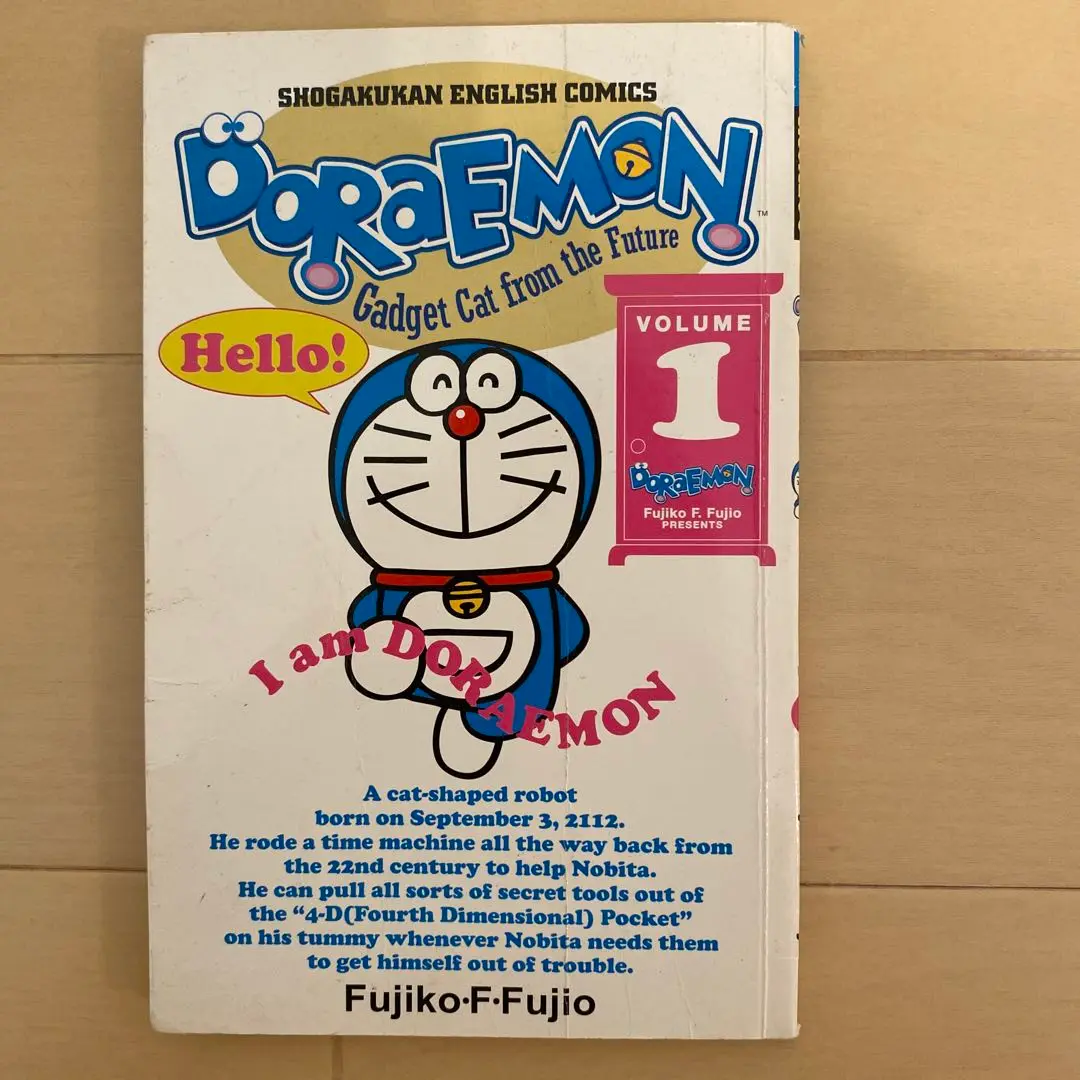 SHOGAKUKAN ENGLISH COMICS
DORAEMON
TM
Gadget Cat from the Future
Hello!
VOLUME
1
DORAEMON
Fujiko F. Fujio
PRESENTS
I am DORAEMON
A cat-shaped robot
born on September 3, 2112.
He rode a time machine all the way back from
the 22nd century to help Nobita.
He can pull all sorts of secret tools out of
the “4-D(Fourth Dimensional) Pocket”
on his tummy whenever Nobita needs them
to get himself out of trouble.
Fujiko·F·Fujio